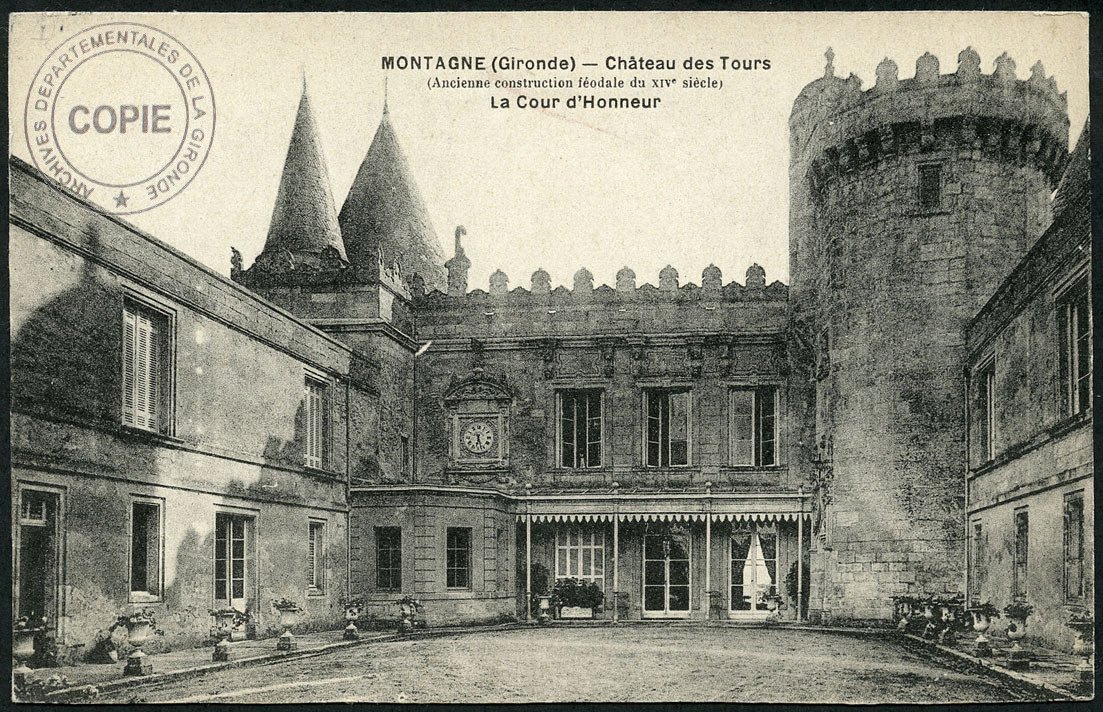 MONTAGNE (Gironde) — Château des Tours
(Ancienne construction féodale du XIVe siècle)
La Cour d'Honneur
ARCHIVES DEPARTEMENTALES DE LA GIRONDE
COPIE